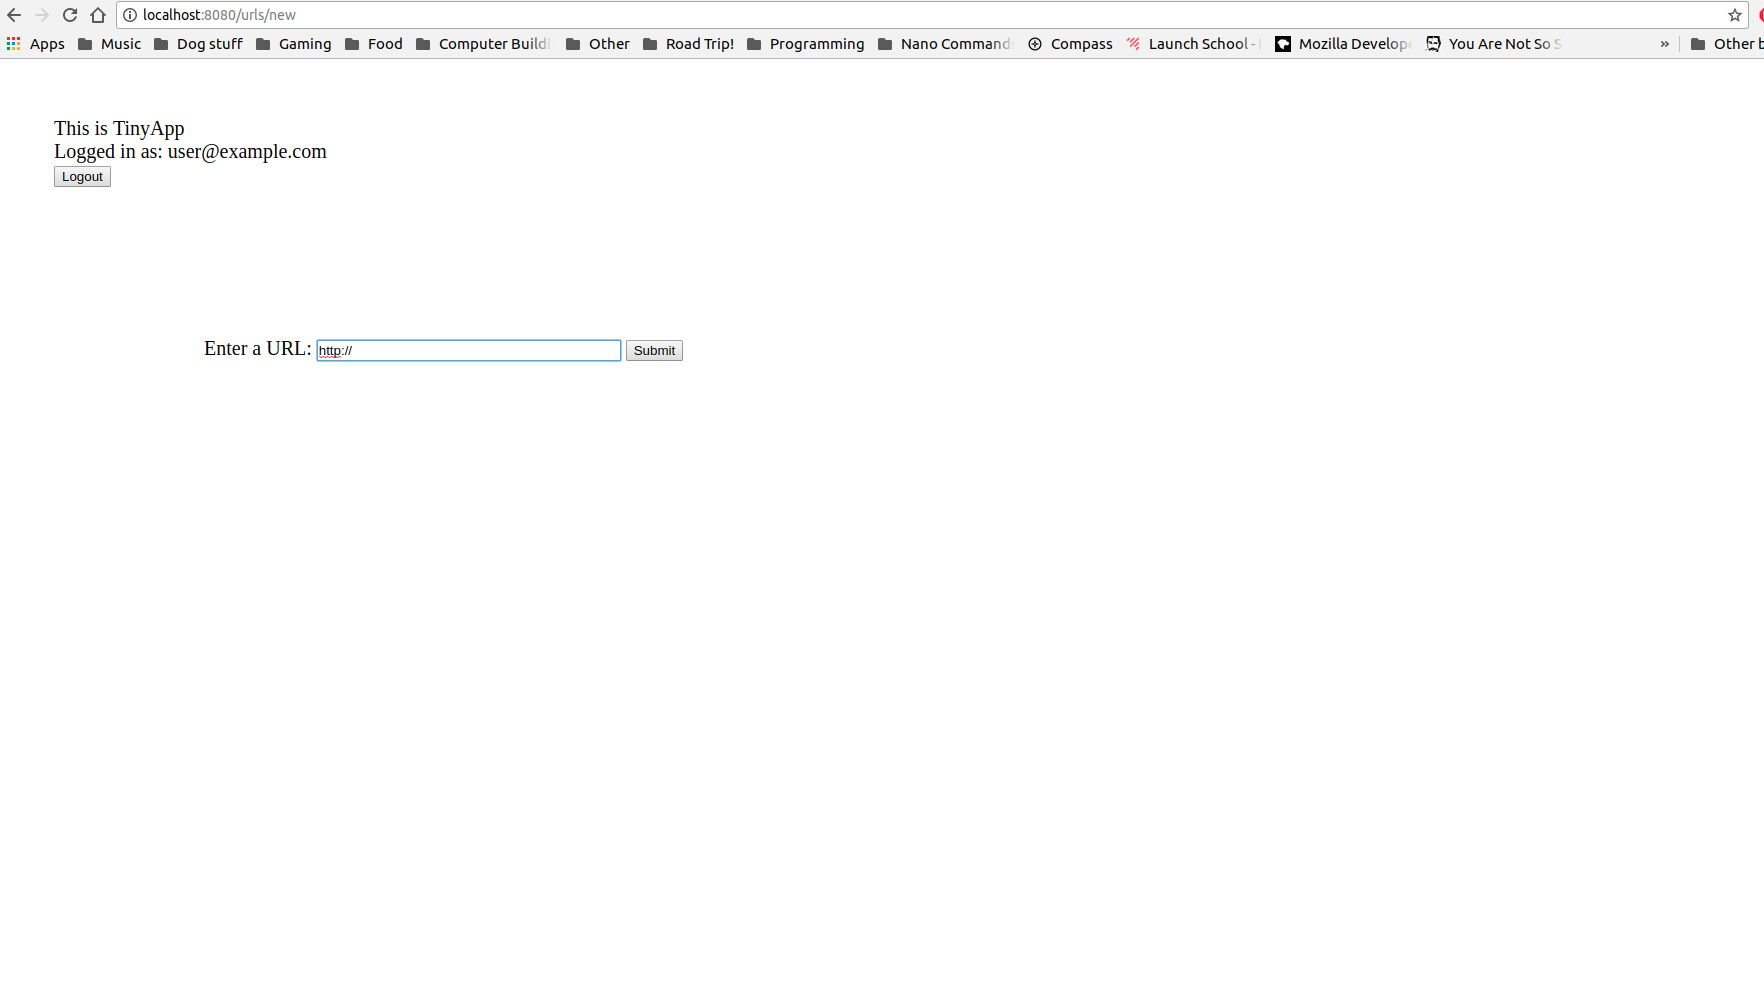 localhost:8080/urls/new
Apps Music Dog stuff Gaming Food Computer Buildi Other Road Trip! Programming Nano Command Compass Launch School - Mozilla Develope You Are Not So S » Other b
This is TinyApp
Logged in as: user@example.com
Logout
Enter a URL: http:// Submit